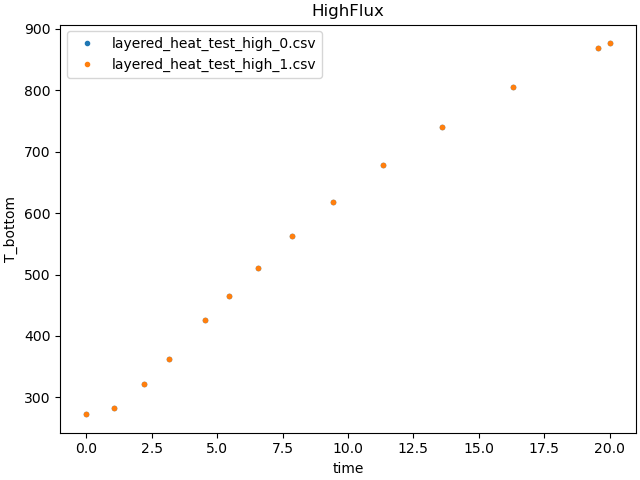 HighFlux
layered_heat_test_high_0.csv
layered_heat_test_high_1.csv
T_bottom
900
800
700
600
500
400
300
0.0 2.5 5.0 7.5 10.0 12.5 15.0 17.5 20.0
time